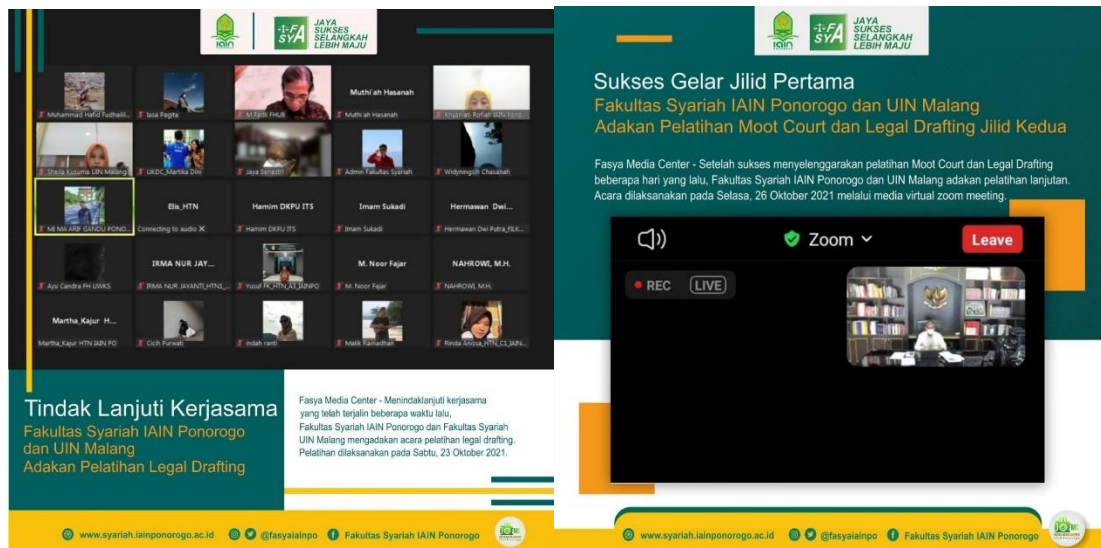 iain
FA
SYA
JAYA
SUKSES
SELANGKAH
LEBIH MAJU
Muhammad Hafid Fudhaili...
Iasa Pagita
M Fadli FHUB
Muthi'ah Hasanah
Muthi'ah Hasanah
Sheila Kusuma UIN Malang
UKDC_Martika Dini
Jaya Senastri
Admin Fakultas Syariah
Widyningsih Chasanah
MI MA'ARIF GANDU PONO...
Elis_HTN
Connecting to audio X
Hamim DKPU ITS
Hamim DKPU ITS
Imam Sukadi
Imam Sukadi
Hermawan Dwi...
Hermawan Dwi Putra_FILK...
Ayu Candra FH UWKS
IRMA NUR JAY...
IRMA NUR JAYANTI_HTN3_...
Yusuf FK_HTN_A3_IAINPO
M. Noor Fajar
M. Noor Fajar
NAHROWI, M.H.
NAHROWI, M.H.
Martha_Kajur H...
Martha_Kajur HTN IAIN PO
Cicih Purwati
indah ranti
Malik Ramadhan
Rinda Anissa_HTN_C1_IAIN...
Tindak Lanjuti Kerjasama
Fakultas Syariah IAIN Ponorogo
dan UIN Malang
Adakan Pelatihan Legal Drafting
Fasya Media Center - Menindaklanjuti kerjasama
yang telah terjalin beberapa waktu lalu,
Fakultas Syariah IAIN Ponorogo dan Fakultas Syariah
UIN Malang mengadakan acara pelatihan legal drafting.
Pelatihan dilaksanakan pada Sabtu, 23 Oktober 2021.
www.syariah.iainponorogo.ac.id @fasyaiainpo Fakultas Syariah IAIN Ponorogo
iain
FA
SYA
JAYA
SUKSES
SELANGKAH
LEBIH MAJU
Sukses Gelar Jilid Pertama
Fakultas Syariah IAIN Ponorogo dan UIN Malang
Adakan Pelatihan Moot Court dan Legal Drafting Jilid Kedua
Fasya Media Center - Setelah sukses menyelenggarakan pelatihan Moot Court dan Legal Drafting
beberapa hari yang lalu, Fakultas Syariah IAIN Ponorogo dan UIN Malang adakan pelatihan lanjutan.
Acara dilaksanakan pada Selasa, 26 Oktober 2021 melalui media virtual zoom meeting.
Zoom
Leave
REC LIVE
www.syariah.iainponorogo.ac.id @fasyaiainpo Fakultas Syariah IAIN Ponorogo